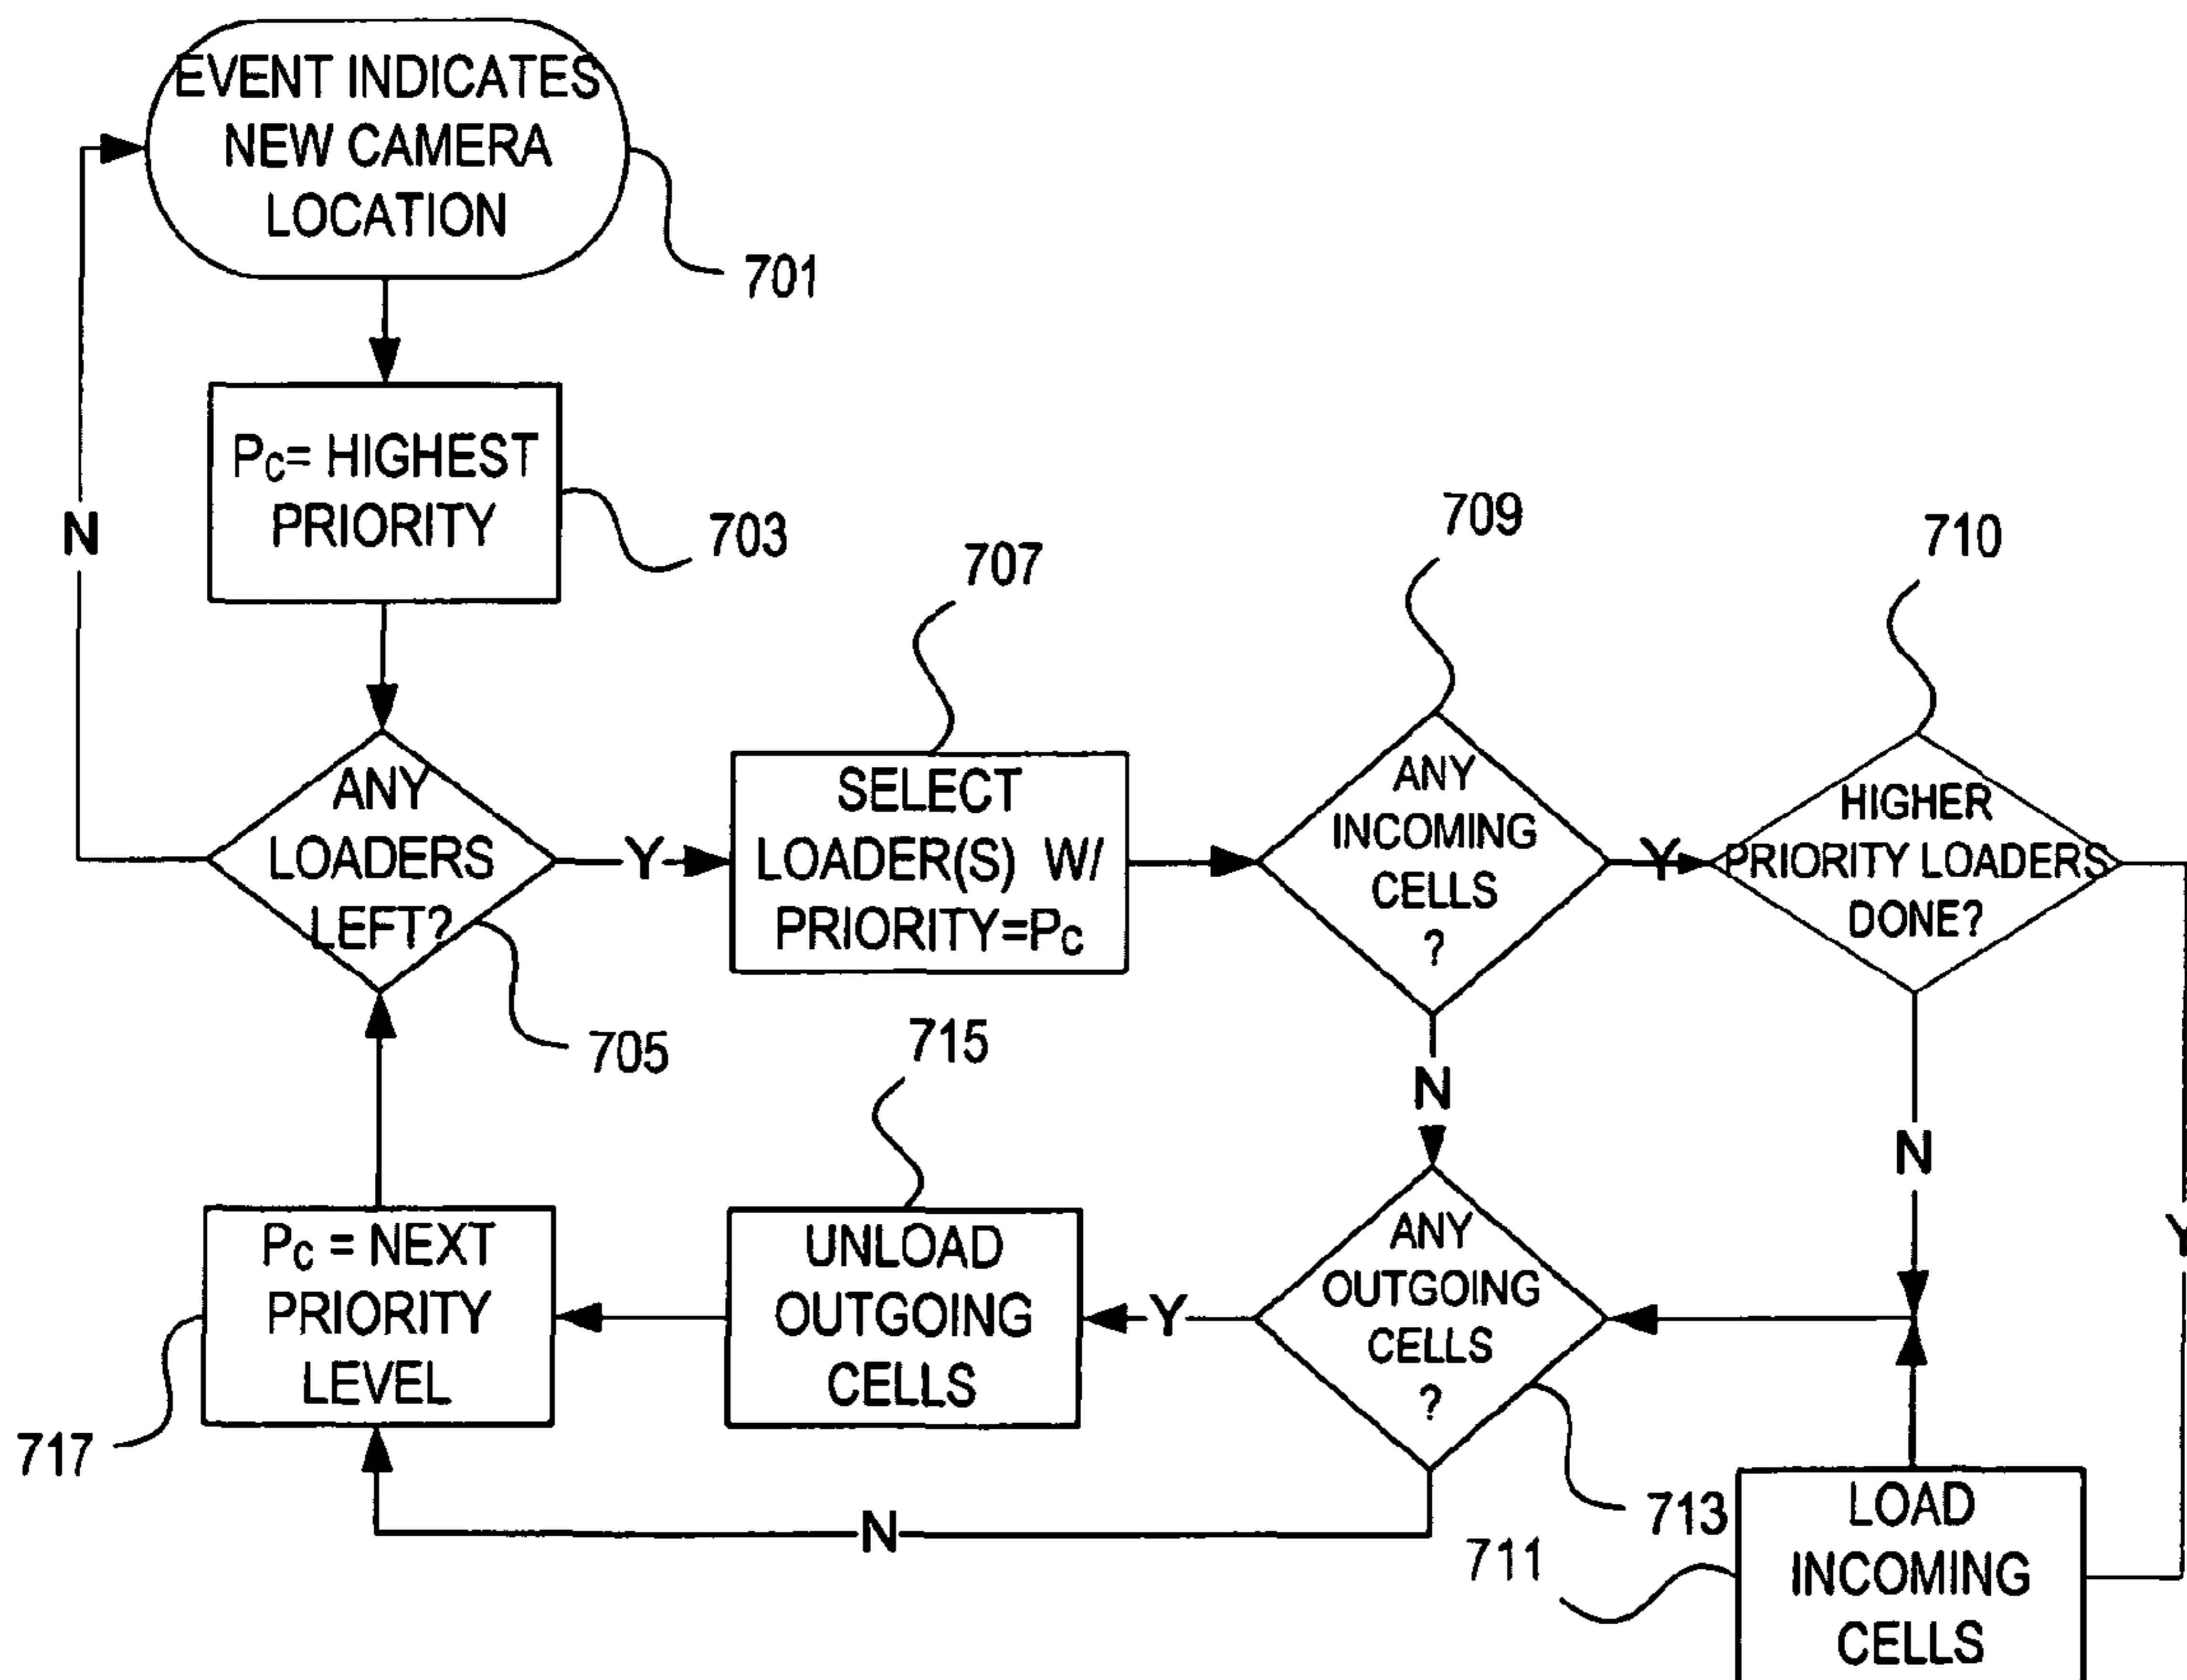 EVENT INDICATES
NEW CAMERA
LOCATION
701
PC= HIGHEST
PRIORITY
703
N
ANY
LOADERS
LEFT?
705
Y
707
SELECT
LOADER(S) W/
PRIORITY=PC
709
ANY
INCOMING
CELLS
?
Y
710
HIGHER
PRIORITY LOADERS
DONE?
N
N
Y
715
PC = NEXT
PRIORITY
LEVEL
717
UNLOAD
OUTGOING
CELLS
Y
ANY
OUTGOING
CELLS
?
713
N
711
LOAD
INCOMING
CELLS